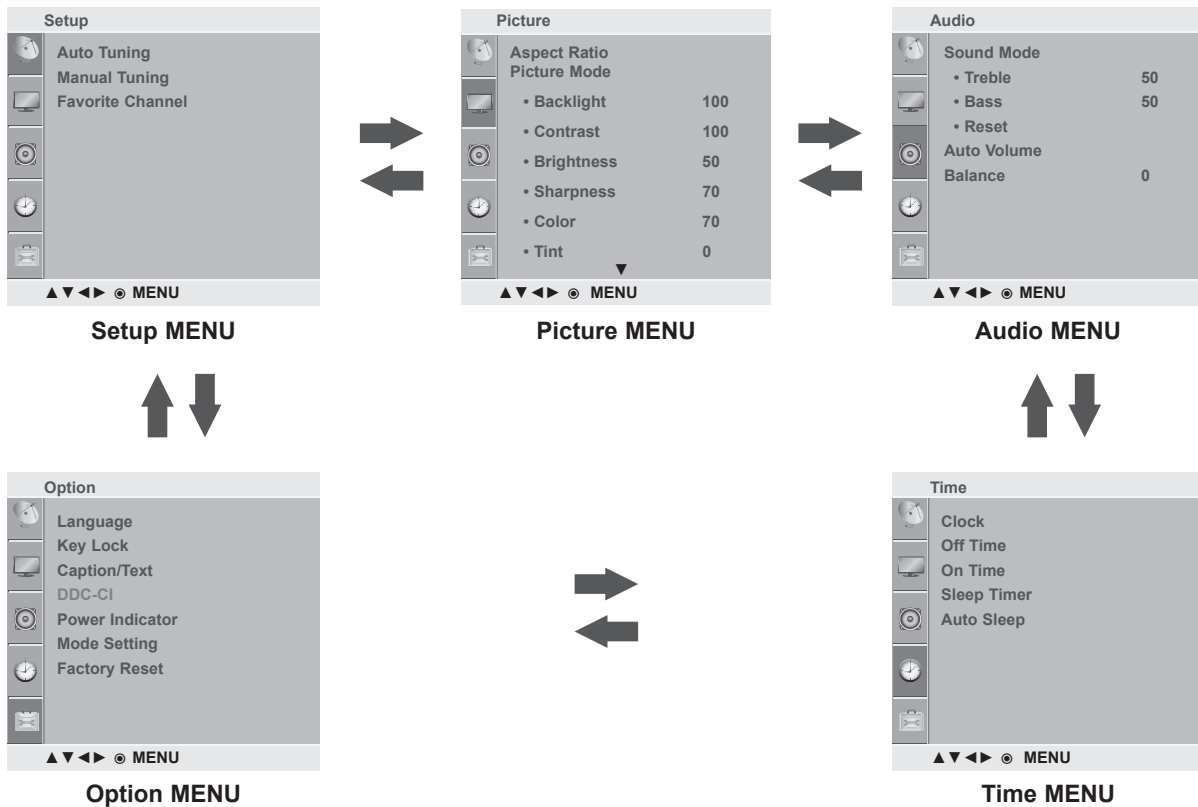 Setup
Auto Tuning
Manual Tuning
Favorite Channel
▲▼◄► ◉ MENU
Setup MENU
Picture
Aspect Ratio
Picture Mode
• Backlight 100
• Contrast 100
• Brightness 50
• Sharpness 70
• Color 70
• Tint 0
▼
▲▼◄► ◉ MENU
Picture MENU
Audio
Sound Mode
• Treble 50
• Bass 50
• Reset
Auto Volume
Balance 0
▲▼◄► ◉ MENU
Audio MENU
Option
Language
Key Lock
Caption/Text
DDC-CI
Power Indicator
Mode Setting
Factory Reset
▲▼◄► ◉ MENU
Option MENU
Time
Clock
Off Time
On Time
Sleep Timer
Auto Sleep
▲▼◄► ◉ MENU
Time MENU